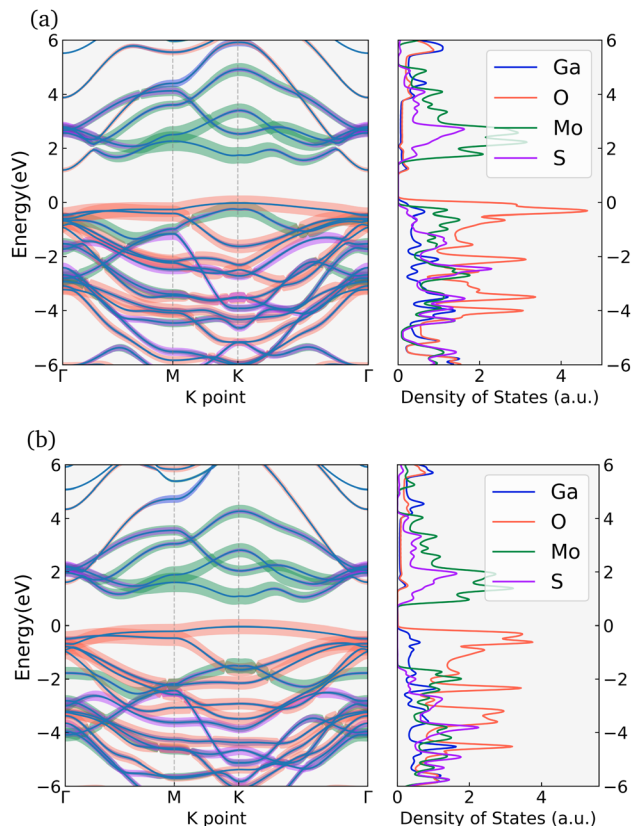 (a)
6
4
2
0
−2
−4
−6
Energy(eV)
Γ
M
K
Γ
K point
Ga
O
Mo
S
6
4
2
0
−2
−4
−6
0
2
4
Density of States (a.u.)
(b)
6
4
2
0
−2
−4
−6
Energy(eV)
Γ
M
K
Γ
K point
Ga
O
Mo
S
6
4
2
0
−2
−4
−6
0
2
4
Density of States (a.u.)